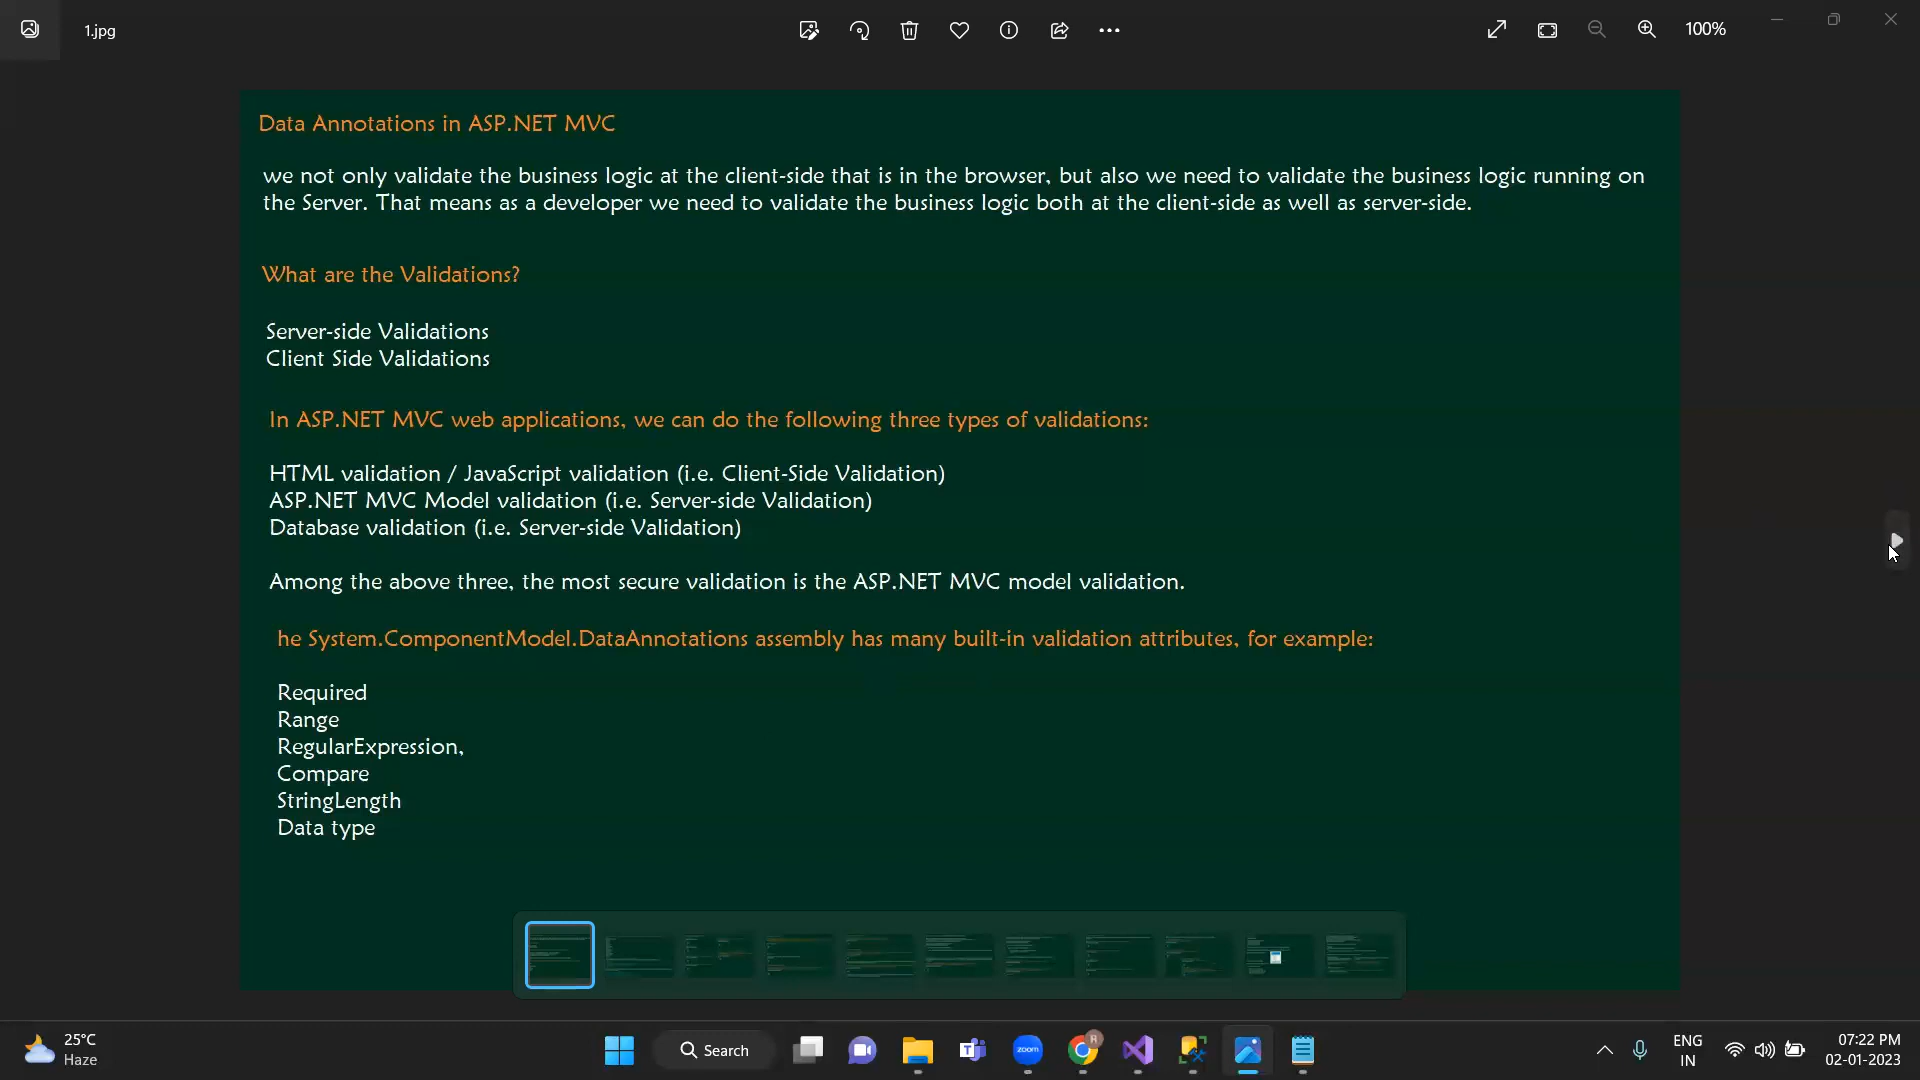 1.jpg
100%
Data Annotations in ASP.NET MVC
we not only validate the business logic at the client-side that is in the browser, but also we need to validate the business logic running on
the Server. That means as a developer we need to validate the business logic both at the client-side as well as server-side.
What are the Validations?
Server-side Validations
Client Side Validations
In ASP.NET MVC web applications, we can do the following three types of validations:
HTML validation / JavaScript validation (i.e. Client-Side Validation)
ASP.NET MVC Model validation (i.e. Server-side Validation)
Database validation (i.e. Server-side Validation)
Among the above three, the most secure validation is the ASP.NET MVC model validation.
he System.ComponentModel.DataAnnotations assembly has many built-in validation attributes, for example:
Required
Range
RegularExpression,
Compare
StringLength
Data type
25°C
Haze
Search
zoom
R
ENG
IN
07:22 PM
02-01-2023